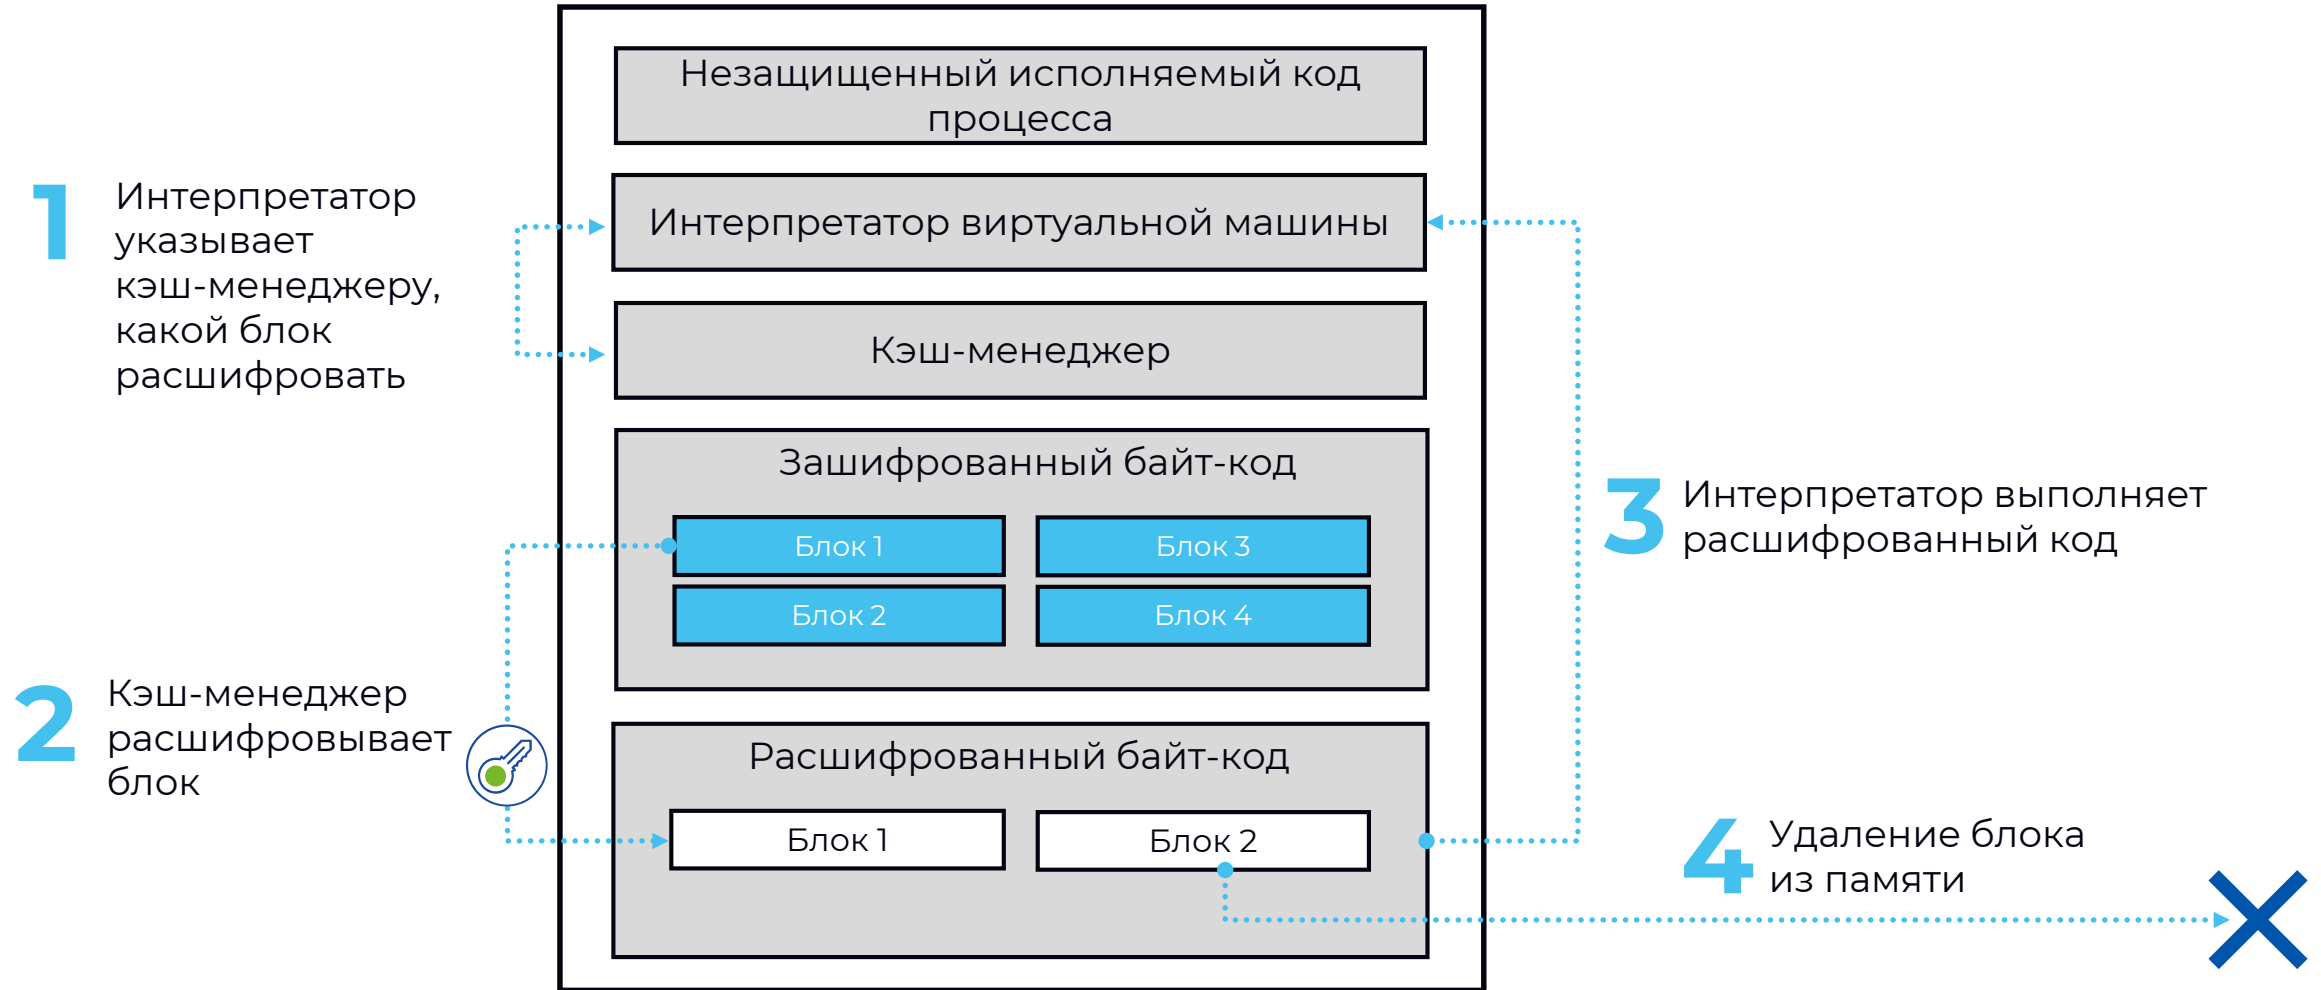 Незащищенный исполняемый код
процесса
1
Интерпретатор
указывает
кэш-менеджеру,
какой блок
расшифровать
Интерпретатор виртуальной машины
Кэш-менеджер
Зашифрованный байт-код
Блок 1
Блок 3
Блок 2
Блок 4
3
Интерпретатор выполняет
расшифрованный код
2
Кэш-менеджер
расшифровывает
блок
Расшифрованный байт-код
Блок 1
Блок 2
4
Удаление блока
из памяти